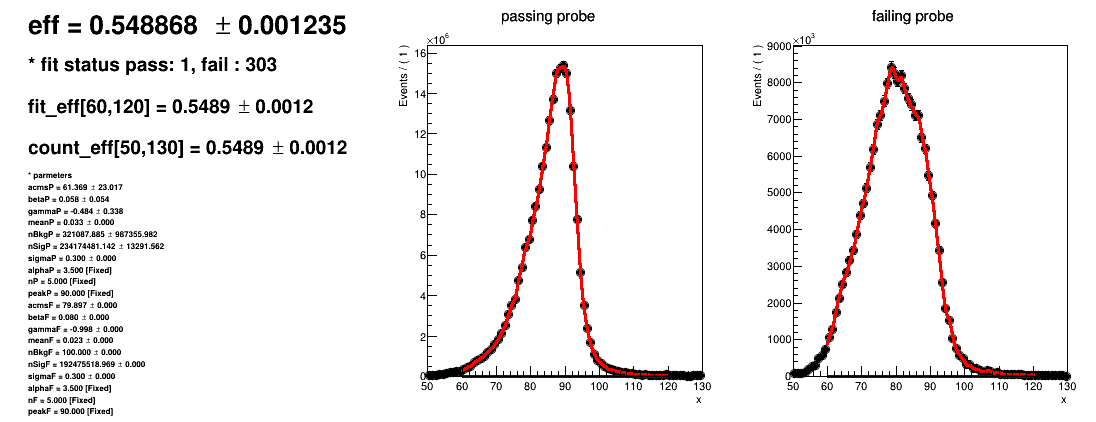 eff = 0.548868 ± 0.001235
* fit status pass: 1, fail : 303
fit_eff[60,120] = 0.5489 ± 0.0012
count_eff[50,130] = 0.5489 ± 0.0012
* parmeters
acmsP = 61.369 ± 23.017
betaP = 0.058 ± 0.054
gammaP = -0.484 ± 0.338
meanP = 0.033 ± 0.000
nBkgP = 321087.885 ± 987355.982
nSigP = 234174481.142 ± 13291.562
sigmaP = 0.300 ± 0.000
alphaP = 3.500 [Fixed]
nP = 5.000 [Fixed]
peakP = 90.000 [Fixed]
acmsF = 79.897 ± 0.000
betaF = 0.080 ± 0.000
gammaF = -0.998 ± 0.000
meanF = 0.023 ± 0.000
nBkgF = 100.000 ± 0.000
nSigF = 192475518.969 ± 0.000
sigmaF = 0.300 ± 0.000
alphaF = 3.500 [Fixed]
nF = 5.000 [Fixed]
peakF = 90.000 [Fixed]
passing probe
×10⁶
Events / ( 1 )
16
14
12
10
8
6
4
2
0
50 60 70 80 90 100 110 120 130
x
failing probe
×10³
Events / ( 1 )
9000
8000
7000
6000
5000
4000
3000
2000
1000
0
50 60 70 80 90 100 110 120 130
x